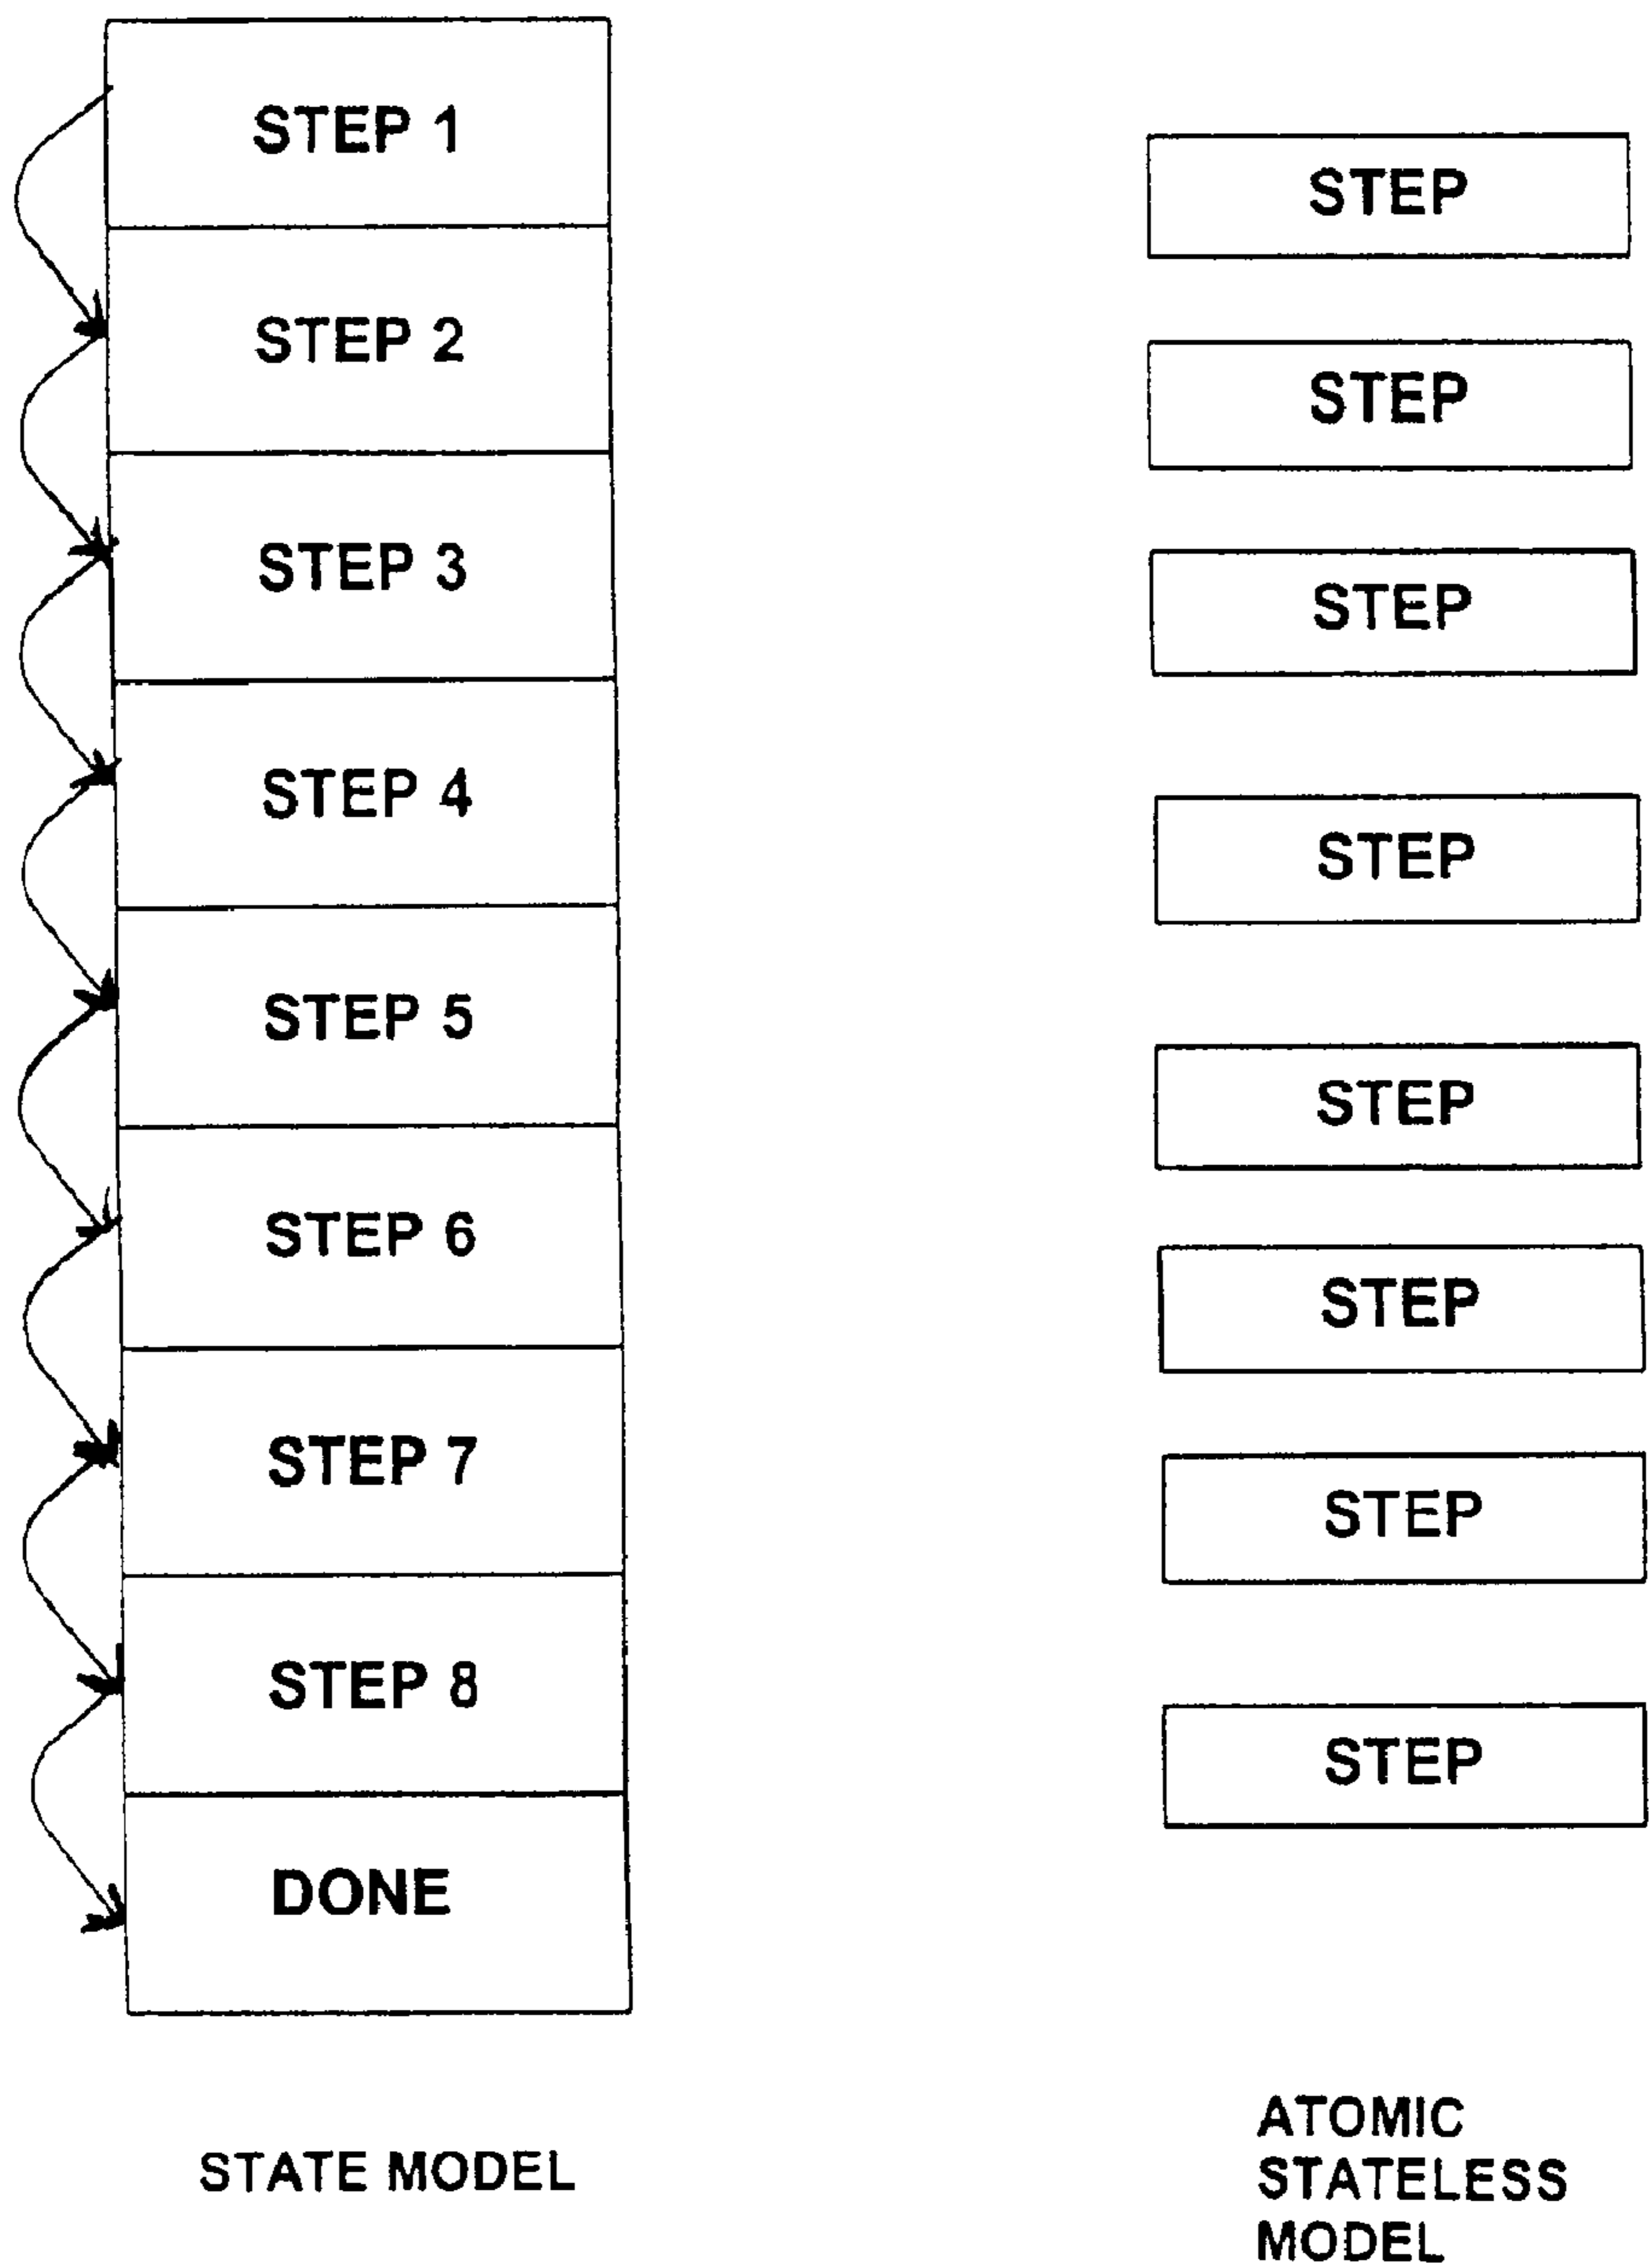 STEP 1
STEP 2
STEP 3
STEP 4
STEP 5
STEP 6
STEP 7
STEP 8
DONE
STATE MODEL
STEP
STEP
STEP
STEP
STEP
STEP
STEP
STEP
ATOMIC
STATELESS
MODEL